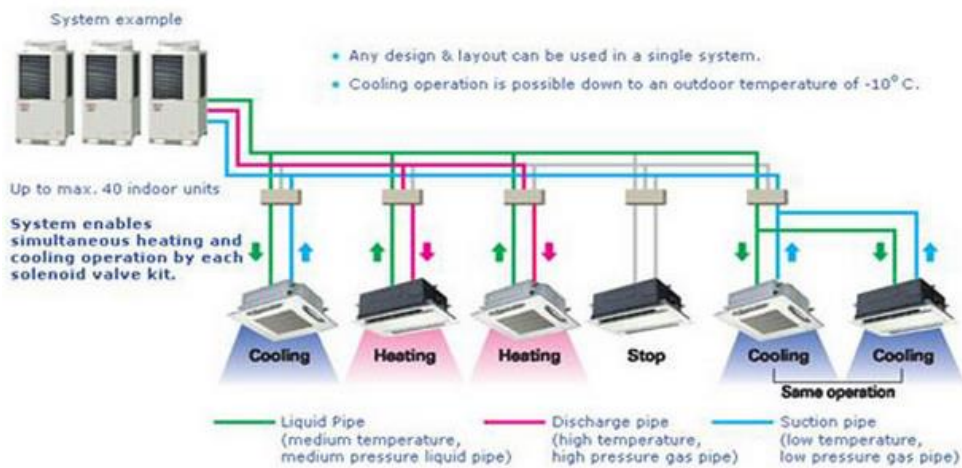 System example
• Any design & layout can be used in a single system.
• Cooling operation is possible down to an outdoor temperature of -10° C.
Up to max. 40 indoor units
System enables
simultaneous heating and
cooling operation by each
solenoid valve kit.
Cooling
Heating
Heating
Stop
Cooling
Cooling
Same operation
Liquid Pipe
(medium temperature,
medium pressure liquid pipe)
Discharge pipe
(high temperature,
high pressure gas pipe)
Suction pipe
(low temperature,
low pressure gas pipe)